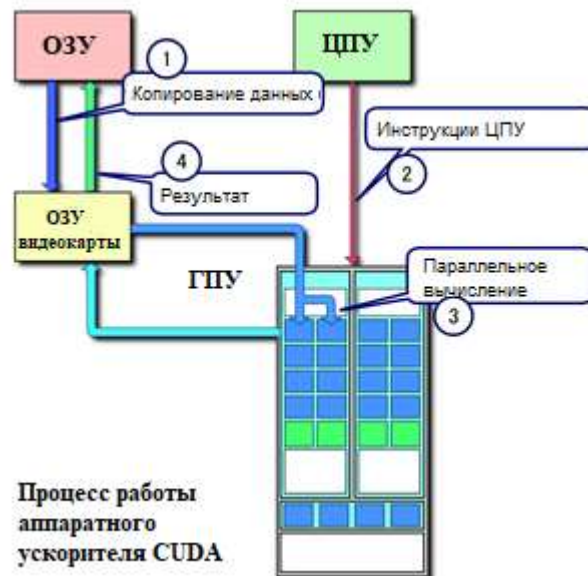 ОЗУ
ЦПУ
1
Копирование данных
Инструкции ЦПУ
2
4
Результат
ОЗУ
видеокарты
ГПУ
Параллельное
вычисление
3
Процесс работы
аппаратного
ускорителя CUDA